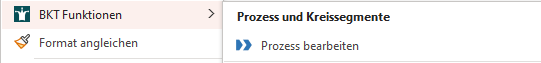 BKT Funktionen
Format angleichen
Prozess und Kreissegmente
Prozess bearbeiten